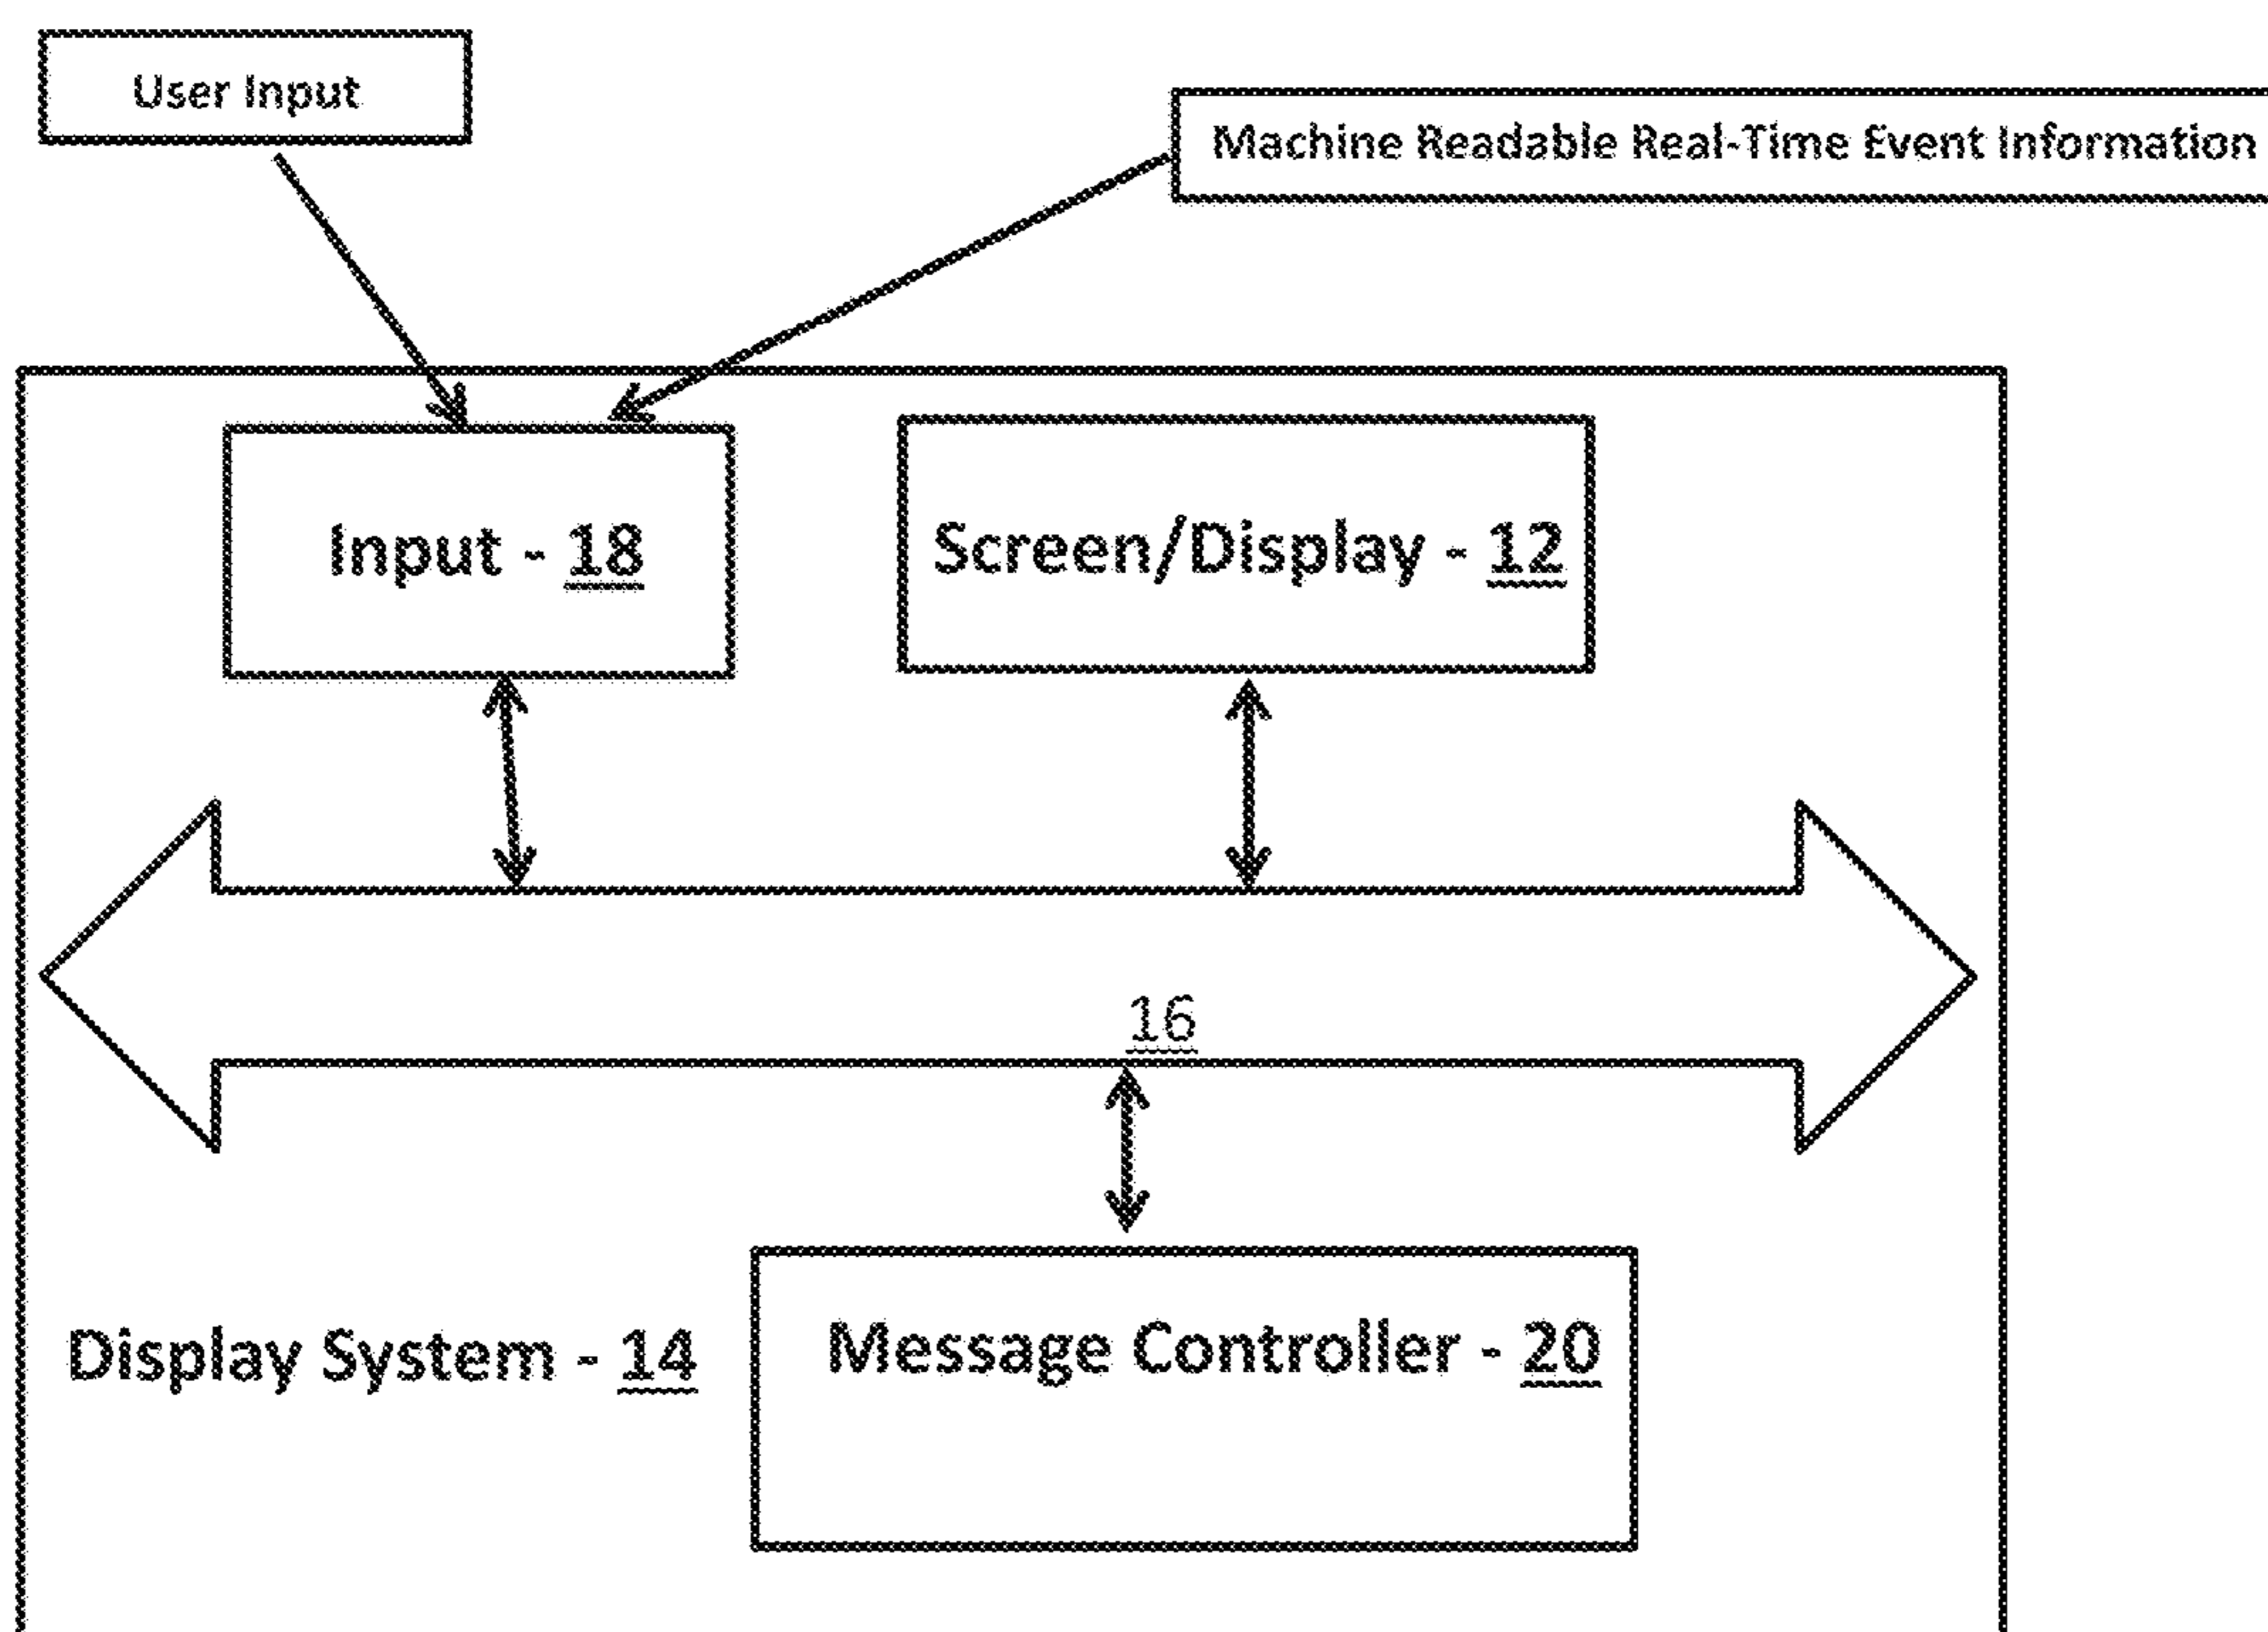 User Input
Machine Readable Real-Time Event Information
Input - 18
Screen/Display - 12
16
Display System - 14
Message Controller - 20